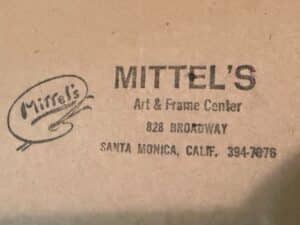 Mittel's
MITTEL'S
Art & Frame Center
828 BROADWAY
SANTA MONICA, CALIF. 394-7076